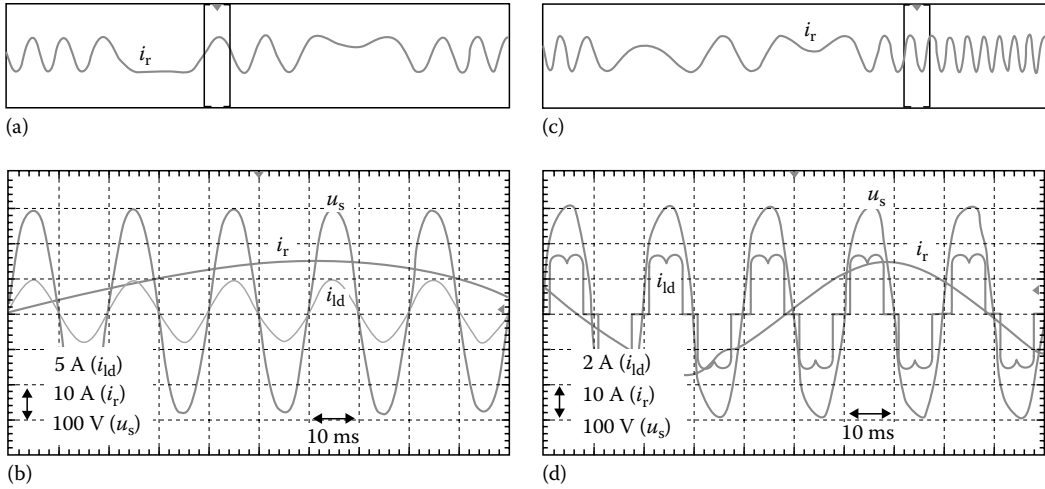 i_r
(a)
i_r
(c)
u_s
i_r
i_ld
5 A (i_ld)
10 A (i_r)
100 V (u_s)
10 ms
(b)
i_r
i_ld
2 A (i_ld)
10 A (i_r)
100 V (u_s)
10 ms
u_s
(d)